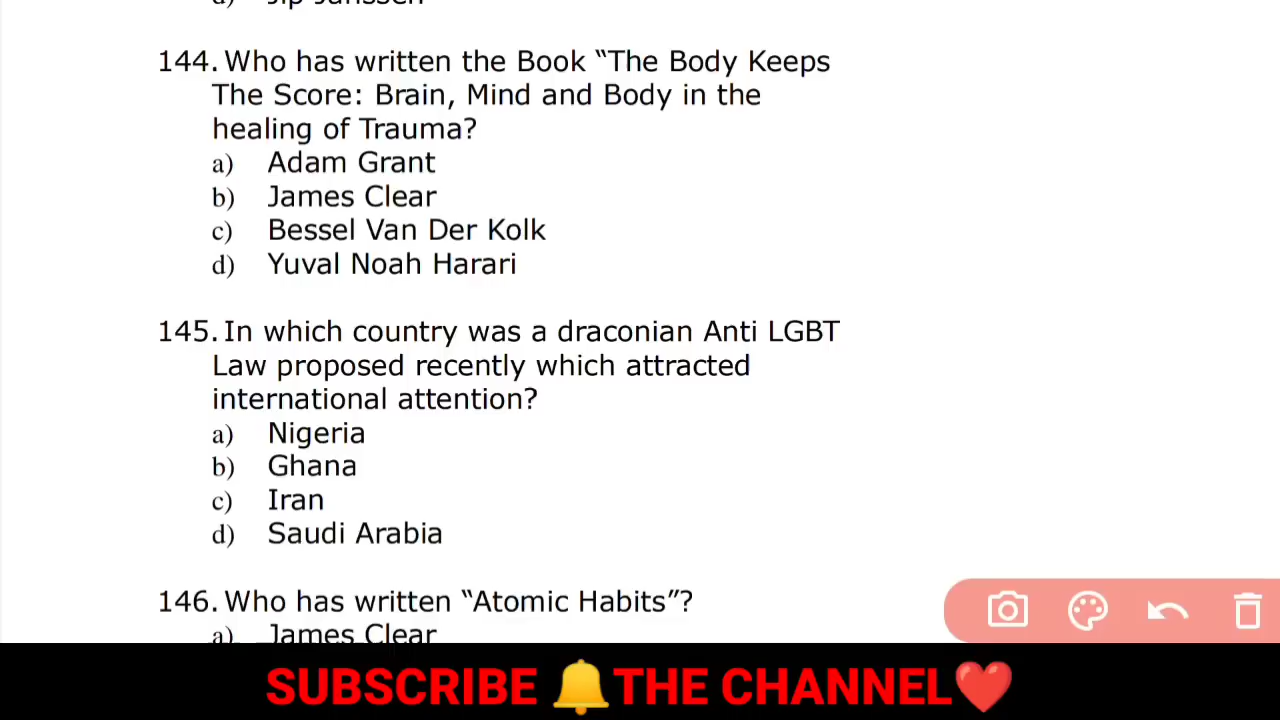 d) Jip Janssen
144. Who has written the Book “The Body Keeps
The Score: Brain, Mind and Body in the
healing of Trauma?
a) Adam Grant
b) James Clear
c) Bessel Van Der Kolk
d) Yuval Noah Harari
145. In which country was a draconian Anti LGBT
Law proposed recently which attracted
international attention?
a) Nigeria
b) Ghana
c) Iran
d) Saudi Arabia
146. Who has written “Atomic Habits”?
a) James Clear
SUBSCRIBE 🔔THE CHANNEL❤️